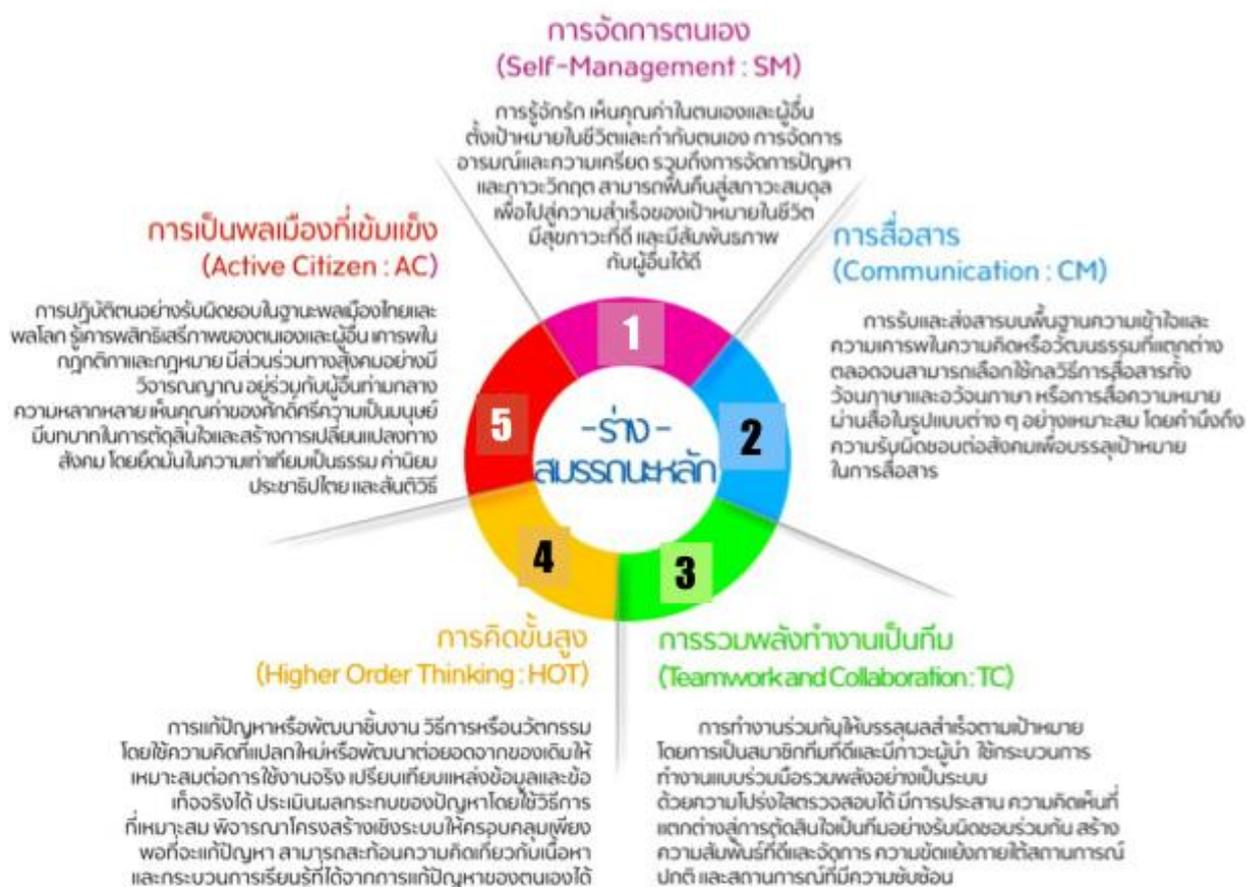 การจัดการตนเอง
(Self-Management : SM)
การรู้จักรัก เห็นคุณค่าในตนเองและผู้อื่น
ตั้งเป้าหมายในชีวิตและกำกับตนเอง การจัดการ
อารมณ์และความเครียด รวมถึงการจัดการปัญหา
และภาวะวิกฤต สามารถฟื้นคืนสู่สภาวะสมดุล
เพื่อไปสู่ความสำเร็จของเป้าหมายในชีวิต
มีสุขภาวะที่ดี และมีสัมพันธภาพ
กับผู้อื่นได้ดี
การสื่อสาร
(Communication : CM)
การรับและส่งสารบนพื้นฐานความเข้าใจและ
ความเคารพในความคิดหรือวัฒนธรรมที่แตกต่าง
ตลอดจนสามารถเลือกใช้กลวิธีการสื่อสารทั้ง
วัจนภาษาและอวัจนภาษา หรือการสื่อความหมาย
ผ่านสื่อในรูปแบบต่าง ๆ อย่างเหมาะสม โดยคำนึงถึง
ความรับผิดชอบต่อสังคมเพื่อบรรลุเป้าหมาย
ในการสื่อสาร
การเป็นพลเมืองที่เข้มแข็ง
(Active Citizen : AC)
การปฏิบัติตนอย่างรับผิดชอบในฐานะพลเมืองไทยและ
พลโลก รู้เคารพสิทธิเสรีภาพของตนเองและผู้อื่น เคารพใน
กฎกติกาและกฎหมาย มีส่วนร่วมทางสังคมอย่างมี
วิจารณญาณ อยู่ร่วมกับผู้อื่นท่ามกลาง
ความหลากหลาย เห็นคุณค่าของศักดิ์ศรีความเป็นมนุษย์
มีบทบาทในการตัดสินใจและสร้างการเปลี่ยนแปลงทาง
สังคม โดยยึดมั่นในความเท่าเทียมเป็นธรรม ค่านิยม
ประชาธิปไตย และสันติวิธี
1
2
3
4
5
-ร่าง-
สมรรถนะหลัก
การคิดขั้นสูง
(Higher Order Thinking : HOT)
การแก้ปัญหาหรือพัฒนาชิ้นงาน วิธีการหรือนวัตกรรม
โดยใช้ความคิดที่แปลกใหม่หรือพัฒนาต่อยอดจากของเดิมให้
เหมาะสมต่อการใช้งานจริง เปรียบเทียบแหล่งข้อมูลและข้อ
เท็จจริงได้ ประเมินผลกระทบของปัญหาโดยใช้วิธีการ
ที่เหมาะสม พิจารณาโครงสร้างเชิงระบบให้ครอบคลุมเพียง
พอที่จะแก้ปัญหา สามารถสะท้อนความคิดเกี่ยวกับเนื้อหา
และกระบวนการเรียนรู้ที่ได้จากการแก้ปัญหาของตนเองได้
การรวมพลังทำงานเป็นทีม
(Teamwork and Collaboration : TC)
การทำงานร่วมกันให้บรรลุผลสำเร็จตามเป้าหมาย
โดยการเป็นสมาชิกทีมที่ดีและมีภาวะผู้นำ ใช้กระบวนการ
ทำงานแบบร่วมมือรวมพลังอย่างเป็นระบบ
ด้วยความโปร่งใสตรวจสอบได้ มีการประสาน ความคิดเห็นที่
แตกต่างสู่การตัดสินใจเป็นทีมอย่างรับผิดชอบร่วมกัน สร้าง
ความสัมพันธ์ที่ดีและจัดการ ความขัดแย้งภายใต้สถานการณ์
ปกติ และสถานการณ์ที่มีความซับซ้อน